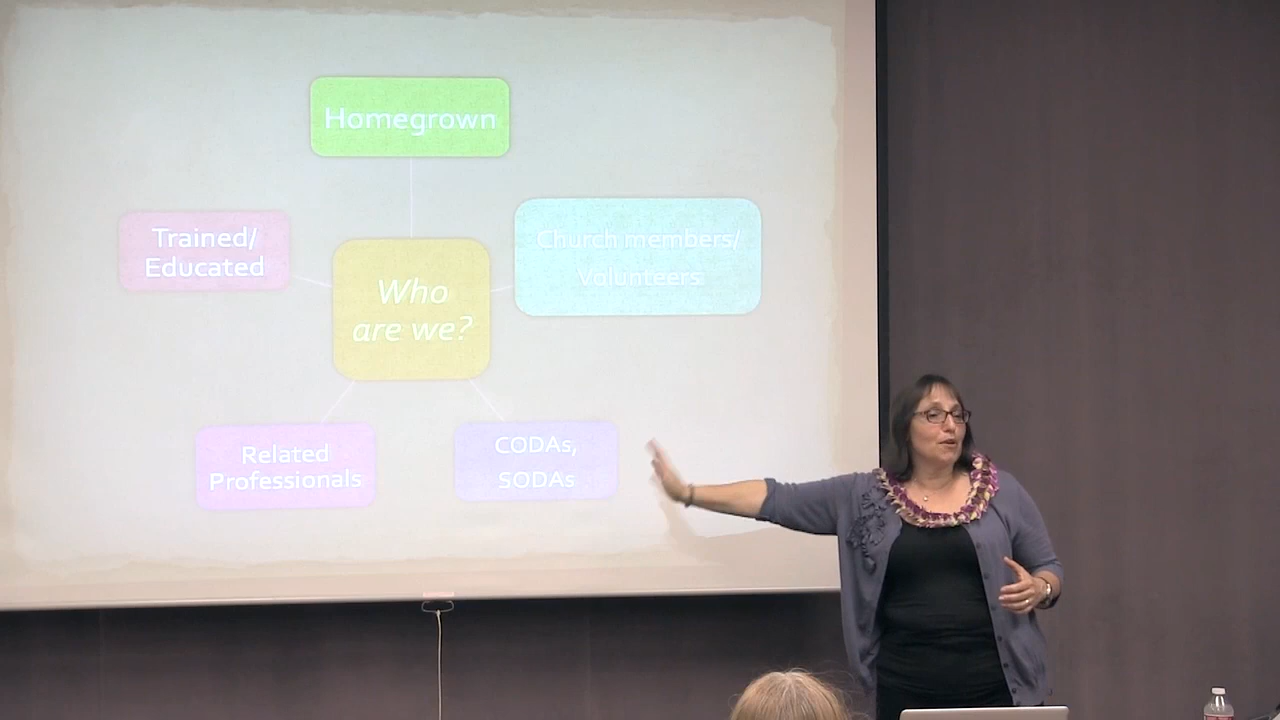 Homegrown
Trained/
Educated
Church members/
Volunteers
Who
are we?
Related
Professionals
CODAs,
SODAs